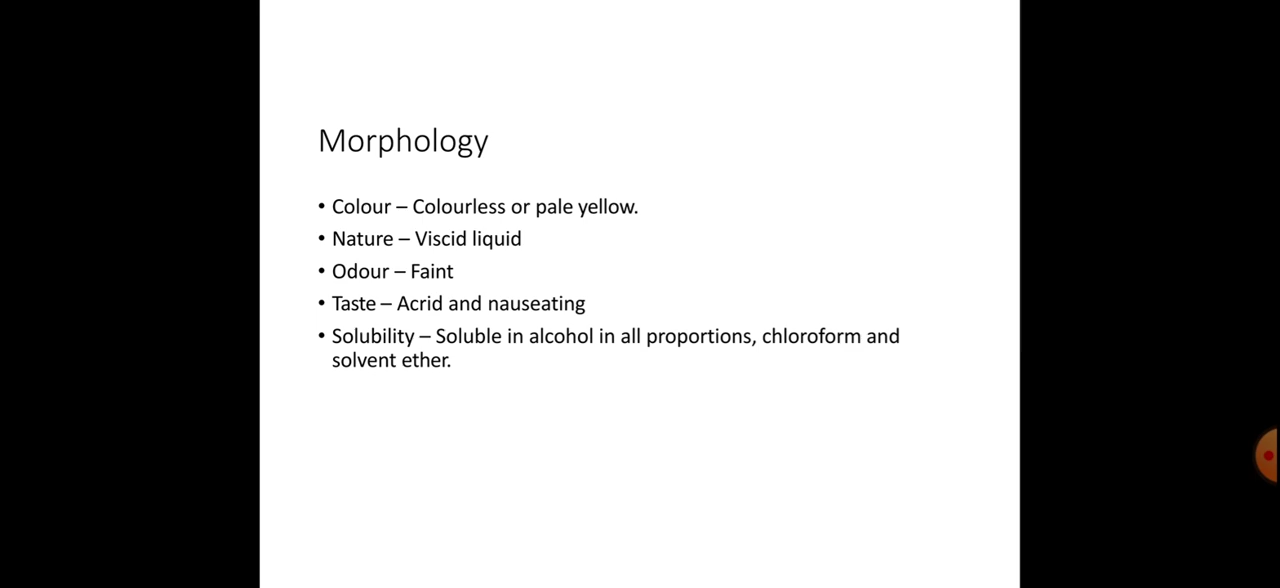 Morphology
• Colour – Colourless or pale yellow.
• Nature – Viscid liquid
• Odour – Faint
• Taste – Acrid and nauseating
• Solubility – Soluble in alcohol in all proportions, chloroform and
solvent ether.